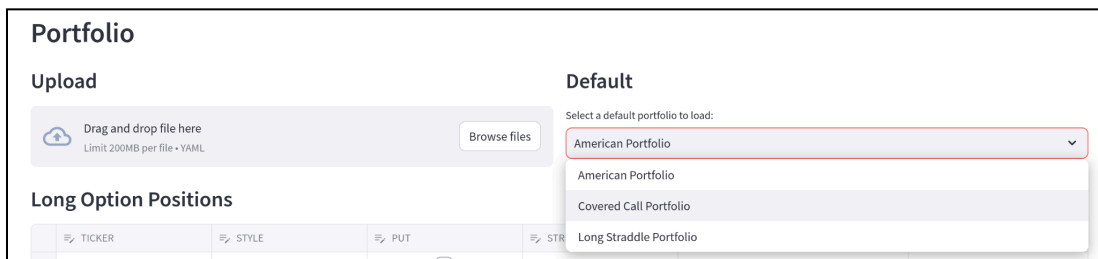 Portfolio
Upload
Default
Select a default portfolio to load:
Drag and drop file here
Limit 200MB per file • YAML
Browse files
American Portfolio
American Portfolio
Covered Call Portfolio
Long Straddle Portfolio
Long Option Positions
TICKER STYLE PUT STR